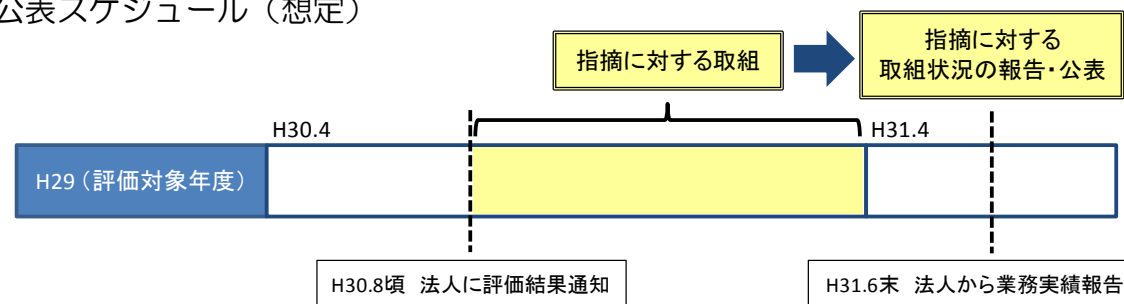 公表スケジュール（想定）
指摘に対する取組
指摘に対する
取組状況の報告・公表
H30.4
H31.4
H29（評価対象年度）
H30.8頃 法人に評価結果通知
H31.6末 法人から業務実績報告